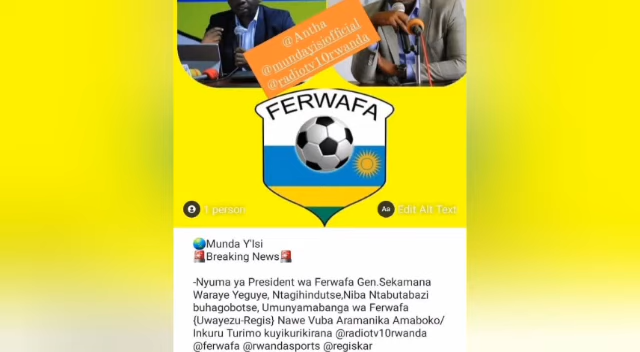 @Antha
@mundayisiofficial
@radiotv10rwanda
FERWAFA
1 person
Aa Edit Alt Text
🌍Munda Y'Isi
🚨Breaking News🚨
-Nyuma ya President wa Ferwafa Gen.Sekamana
Waraye Yeguye, Ntagihindutse,Niba Ntabutabazi
buhagobotse, Umunyamabanga wa Ferwafa
{Uwayezu-Regis} Nawe Vuba Aramanika Amaboko/
Inkuru Turimo kuyikurikirana @radiotv10rwanda
@ferwafa @rwandasports @regiskar